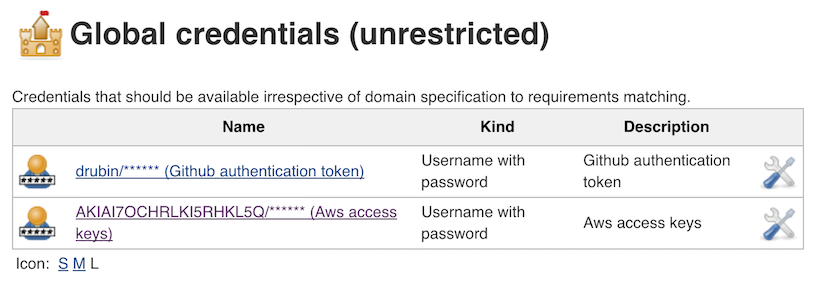 Global credentials (unrestricted)
Credentials that should be available irrespective of domain specification to requirements matching.
Name Kind Description
drubin/****** (Github authentication token) Username with password Github authentication token
AKIAI7OCHRLKI5RHKL5Q/****** (Aws access keys) Username with password Aws access keys
Icon: S M L